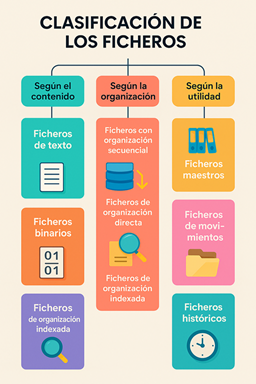 CLASIFICACIÓN DE
LOS FICHEROS
Según el
contenido
Según la
organización
Según la
utilidad
Ficheros
de texto
Ficheros
binarios
01
01
Ficheros
de organización
indexada
Ficheros con
organización
secuencial
Ficheros de
organización
directa
Ficheros de
organización
indexada
Ficheros
maestros
Ficheros
de movi-
mientos
Ficheros
históricos